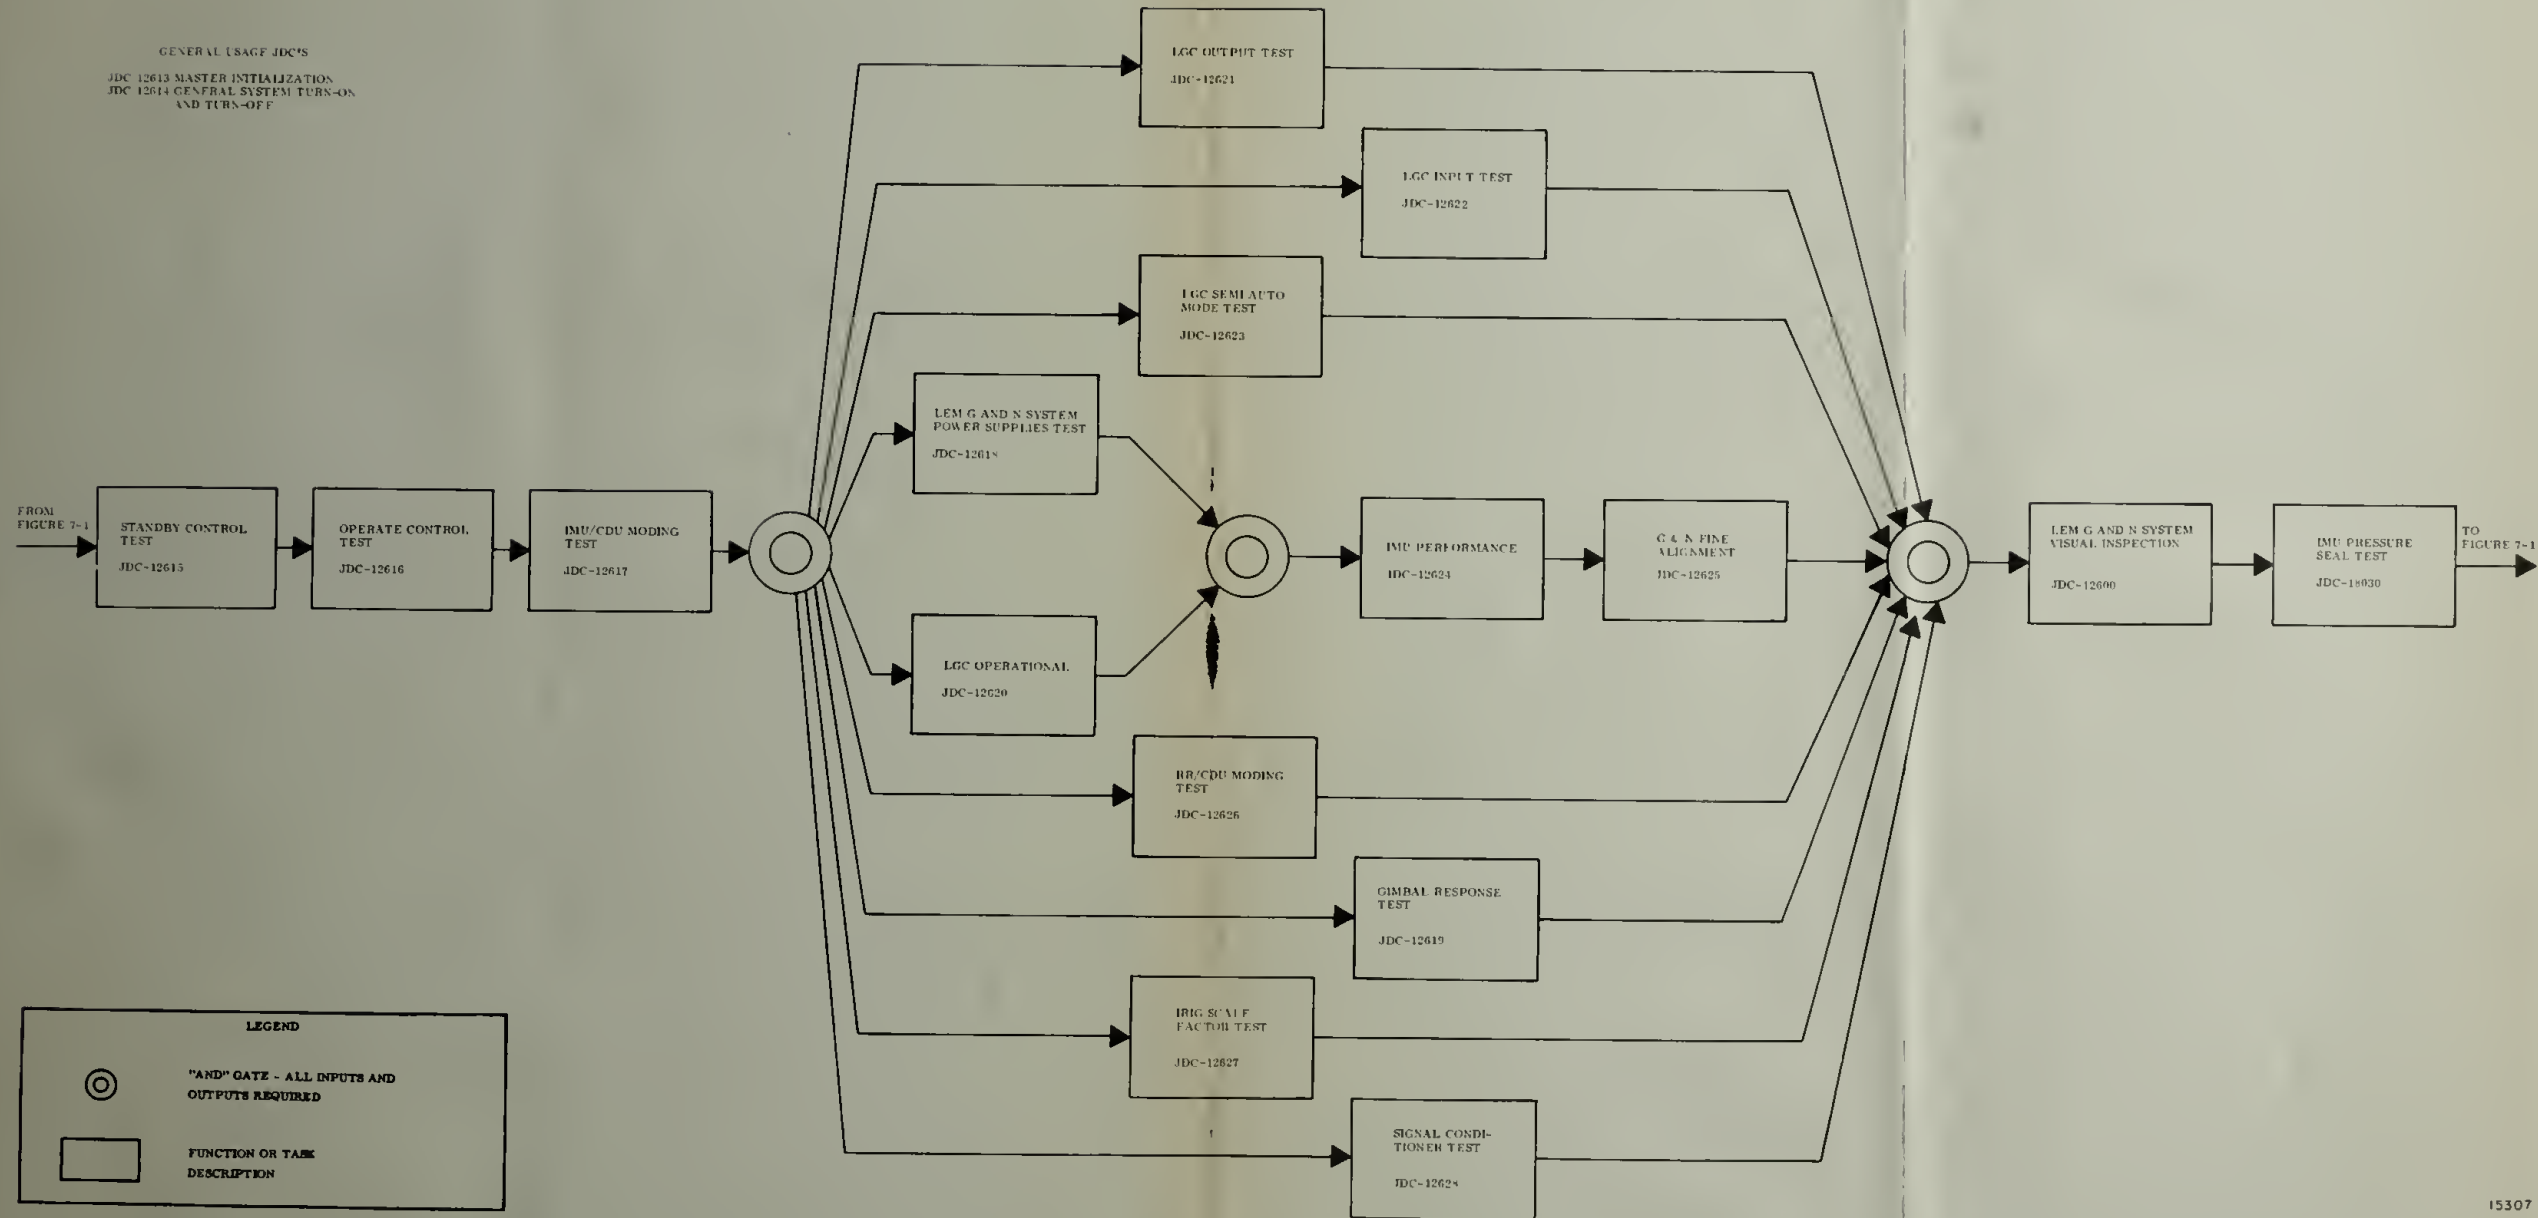 GENERAL USAGE JDC'S
JDC 12613 MASTER INITIALIZATION
JDC 12614 GENERAL SYSTEM TURN-ON
AND TURN-OFF
LGC OUTPUT TEST
JDC-12621
LGC INPUT TEST
JDC-12622
LGC SEMI AUTO
MODE TEST
JDC-12623
LEM G AND N SYSTEM
POWER SUPPLIES TEST
JDC-12618
FROM
FIGURE 7-1
STANDBY CONTROL
TEST
JDC-12615
OPERATE CONTROL
TEST
JDC-12616
IMU/CDU MODING
TEST
JDC-12617
IMU PERFORMANCE
JDC-12624
G & N FINE
ALIGNMENT
JDC-12625
LEM G AND N SYSTEM
VISUAL INSPECTION
JDC-12600
IMU PRESSURE
SEAL TEST
JDC-18030
TO
FIGURE 7-1
LGC OPERATIONAL
JDC-12620
RR/CDU MODING
TEST
JDC-12626
GIMBAL RESPONSE
TEST
JDC-12619
IRIG SCALE
FACTOR TEST
JDC-12627
SIGNAL CONDI-
TIONER TEST
JDC-12628
LEGEND
"AND" GATE - ALL INPUTS AND
OUTPUTS REQUIRED
FUNCTION OR TASK
DESCRIPTION
15307